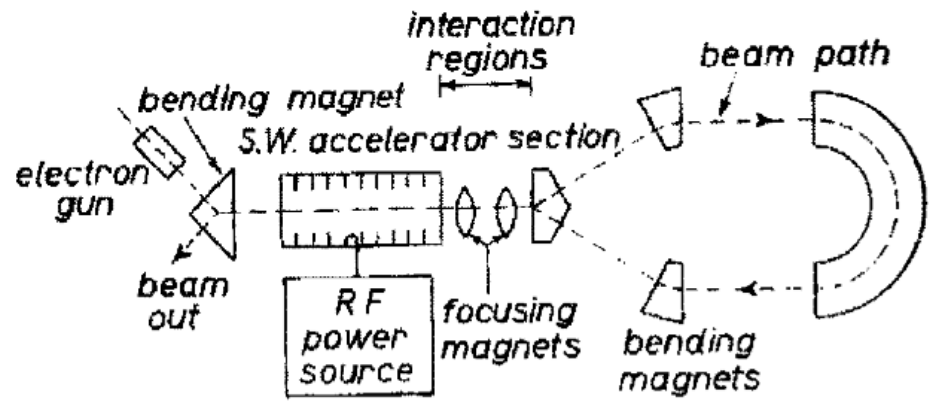 interaction
regions
beam path
bending magnet
S.W. accelerator section
electron
gun
beam
out
RF
power
source
focusing
magnets
bending
magnets